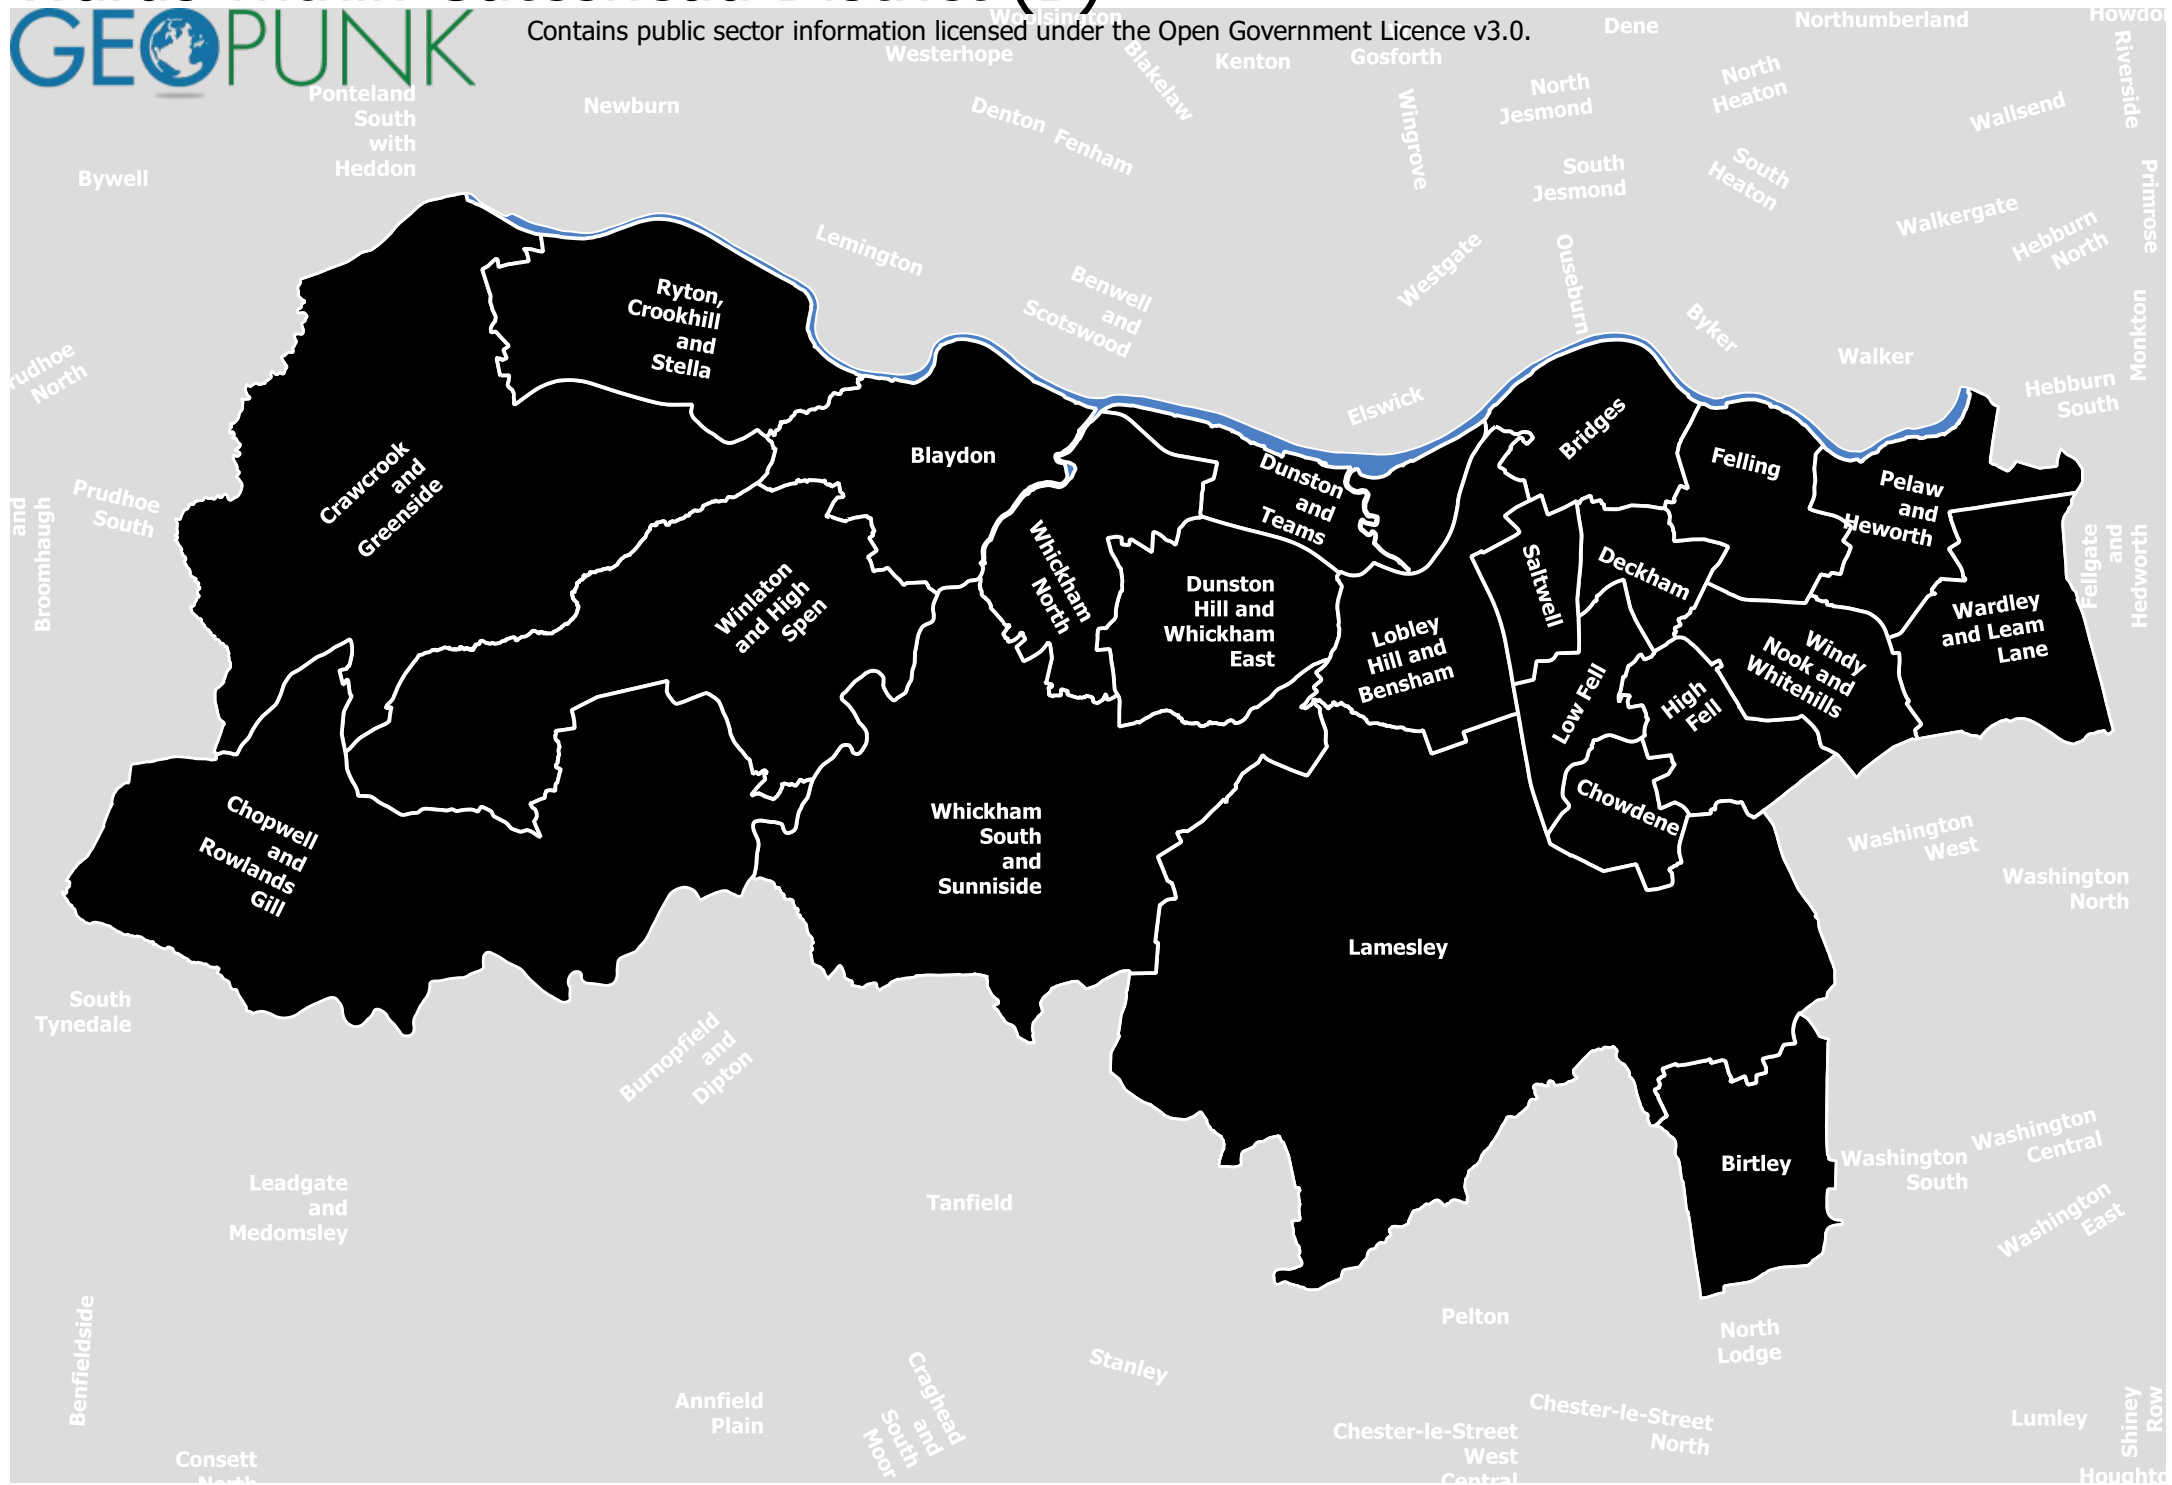 GEOPUNK
Contains public sector information licensed under the Open Government Licence v3.0.
Woolsington
Westerhope
Blakelaw
Kenton
Gosforth
Dene
Northumberland
Riverside
Ponteland
South
with
Heddon
Newburn
Denton
Fenham
Wingrove
North
Jesmond
North
Heaton
Wallsend
Bywell
South
Jesmond
South
Heaton
Primrose
Walkergate
Hebburn
North
Lemington
Benwell
and
Scotswood
Westgate
Ouseburn
Byker
Walker
Monkton
North
Hebburn
South
Elswick
Ryton,
Crookhill
and
Stella
Crawcrook
and
Greenside
Blaydon
Dunston
and
Teams
Bridges
Felling
Pelaw
and
Heworth
Prudhoe
South
and
Broomhaugh
Winlaton
and High
Spen
Whickham
North
Dunston
Hill and
Whickham
East
Lobley
Hill and
Bensham
Saltwell
Deckham
Wardley
and Leam
Lane
Fellgate
and
Hedworth
Low Fell
High
Fell
Windy
Nook and
Whitehills
Chowdene
Chopwell
and
Rowlands
Gill
Whickham
South
and
Sunniside
Lamesley
Washington
West
Washington
North
South
Tynedale
Burnopfield
and
Dipton
Birtley
Washington
South
Washington
Central
Washington
East
Leadgate
and
Medomsley
Tanfield
Pelton
North
Lodge
Benfieldside
Stanley
Annfield
Plain
Craghead
and
South
Moor
Chester-le-Street
West
Central
Chester-le-Street
North
Lumley
Shiney
Row
Consett
North